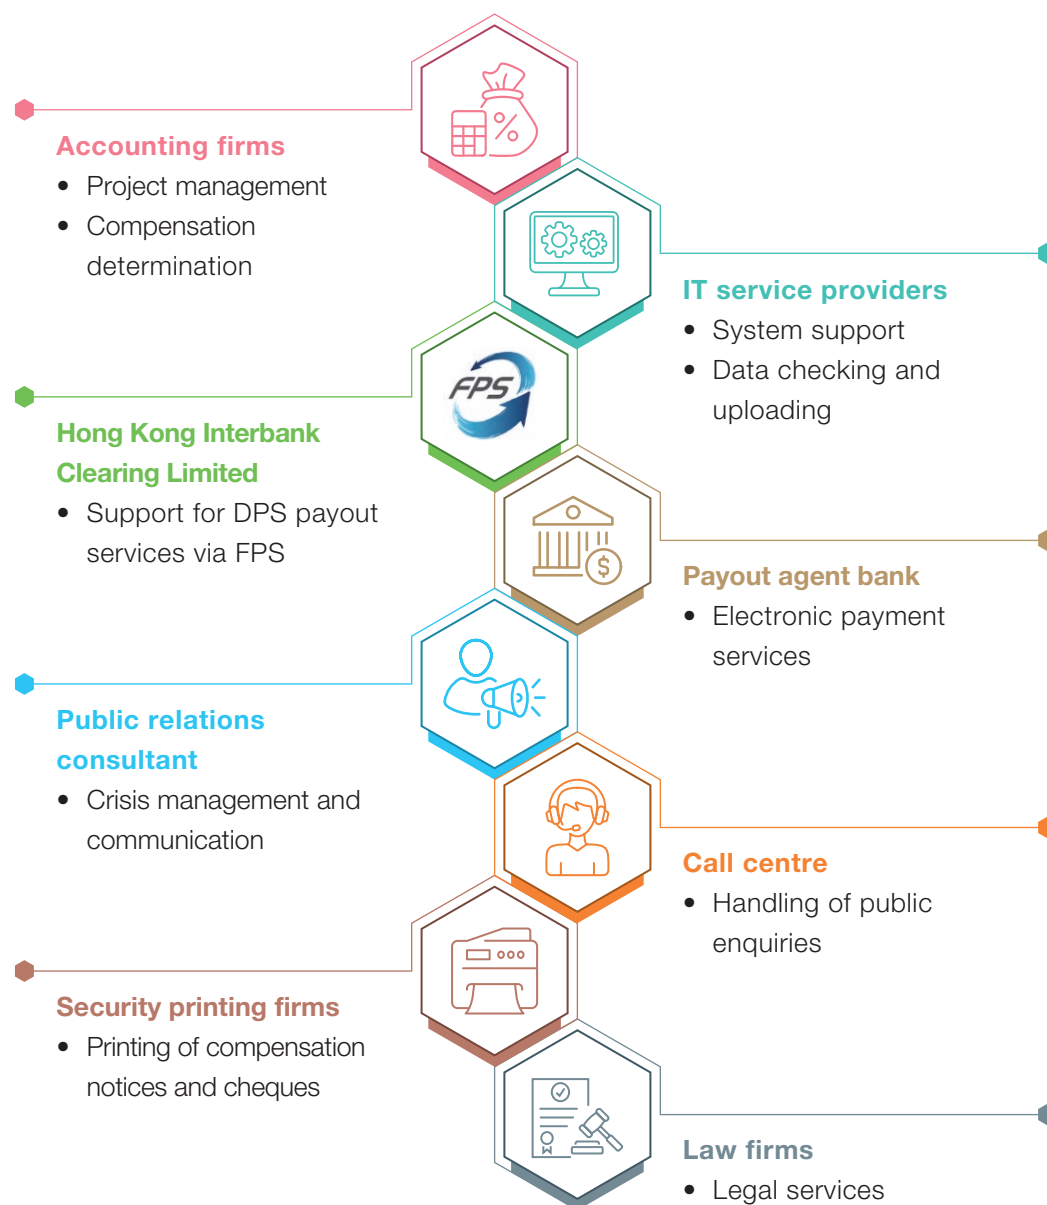 Accounting firms
• Project management
• Compensation
determination
IT service providers
• System support
• Data checking and
uploading
FPS
Hong Kong Interbank
Clearing Limited
• Support for DPS payout
services via FPS
Payout agent bank
• Electronic payment
services
Public relations
consultant
• Crisis management and
communication
Call centre
• Handling of public
enquiries
Security printing firms
• Printing of compensation
notices and cheques
Law firms
• Legal services